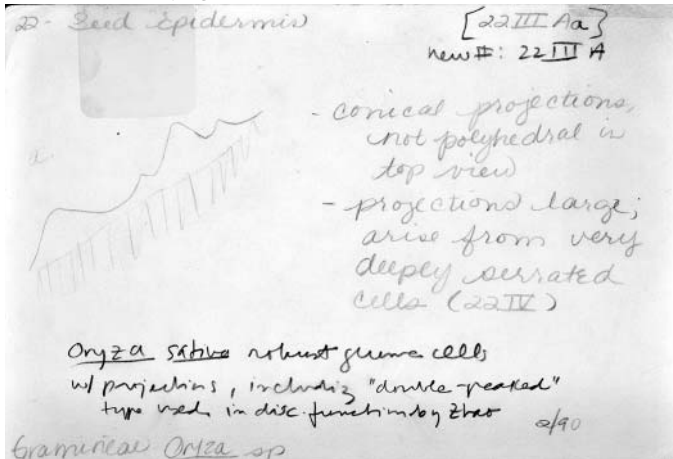 22 - Seed Epidermis
[22 III Aa]
new #: 22 III A
- conical projections,
not polyhedral in
top view
a.
- projections large;
arise from very
deeply serrated
cells (22 IV)
Oryza sativa robust glume cells
w/ projections, including "double-peaked"
type used in disc. function by Zhao
2/90
Gramineae Oryza sp